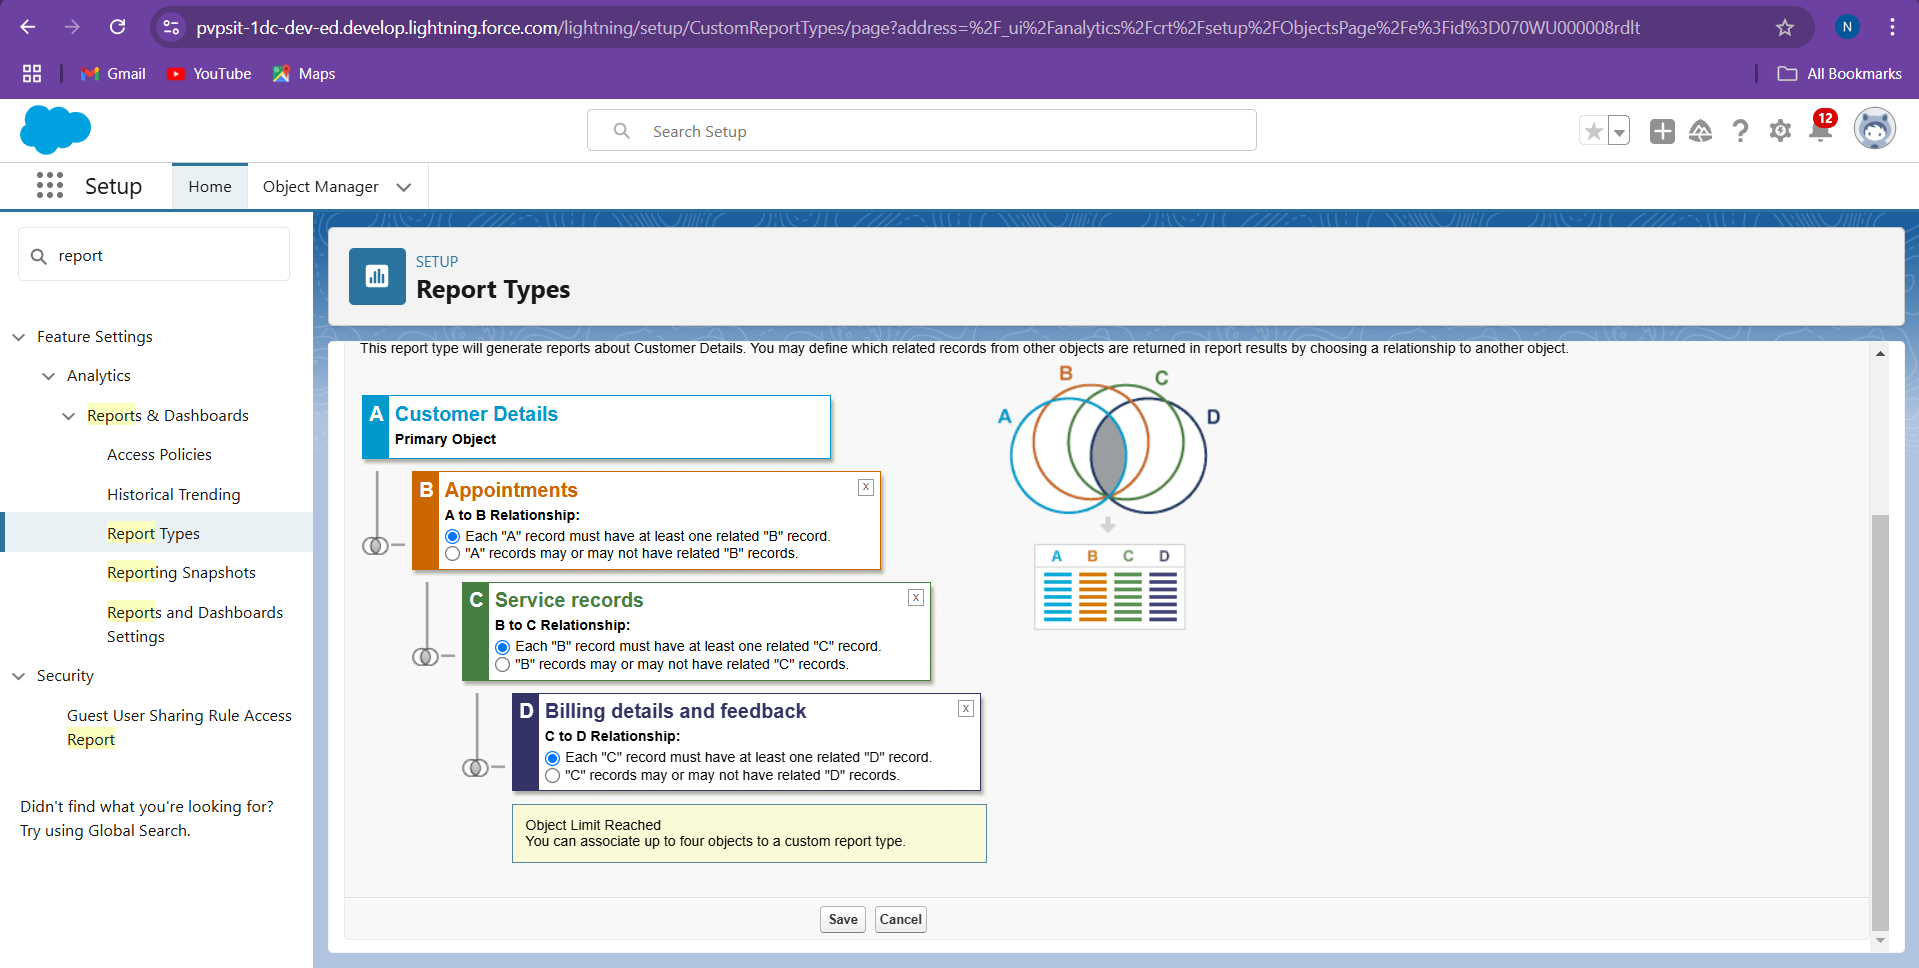 pvpsit-1dc-dev-ed.develop.lightning.force.com/lightning/setup/CustomReportTypes/page?address=%2F_ui%2Fanalytics%2Fcrt%2Fsetup%2FObjectsPage%2Fe%3Fid%3D070WU000008rdlt
N
Gmail
YouTube
Maps
All Bookmarks
Search Setup
12
Setup
Home
Object Manager
report
Feature Settings
Analytics
Reports & Dashboards
Access Policies
Historical Trending
Report Types
Reporting Snapshots
Reports and Dashboards
Settings
Security
Guest User Sharing Rule Access
Report
Didn't find what you're looking for?
Try using Global Search.
SETUP
Report Types
This report type will generate reports about Customer Details. You may define which related records from other objects are returned in report results by choosing a relationship to another object.
A Customer Details
Primary Object
B Appointments
X
A to B Relationship:
Each "A" record must have at least one related "B" record.
"A" records may or may not have related "B" records.
C Service records
X
B to C Relationship:
Each "B" record must have at least one related "C" record.
"B" records may or may not have related "C" records.
D Billing details and feedback
X
C to D Relationship:
Each "C" record must have at least one related "D" record.
"C" records may or may not have related "D" records.
Object Limit Reached
You can associate up to four objects to a custom report type.
B C
A D
A B C D
Save Cancel